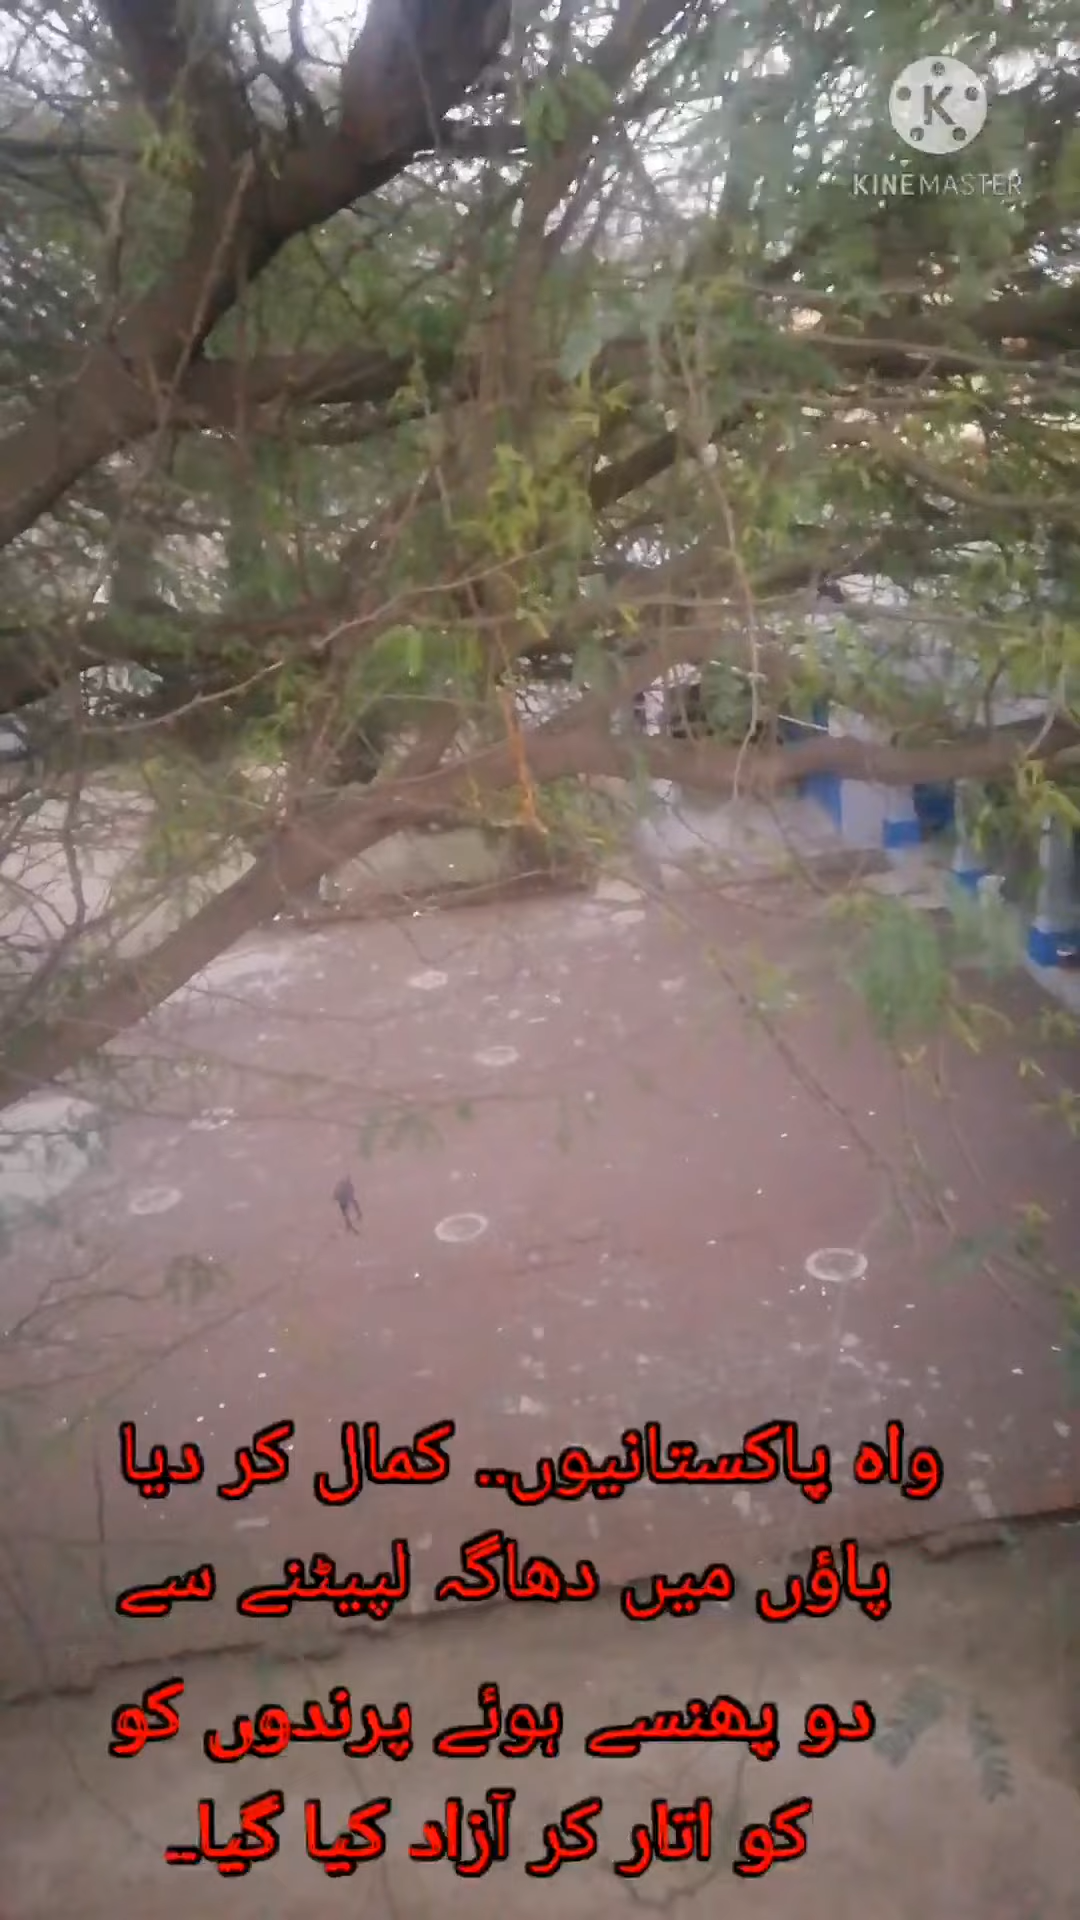 KINEMASTER
واہ پاکستانیوں.. کمال کر دیا
پاؤں میں دھاگہ لپیٹنے سے
دو پھنسے ہوئے پرندوں کو
کو اتار کر آزاد کیا گیا۔